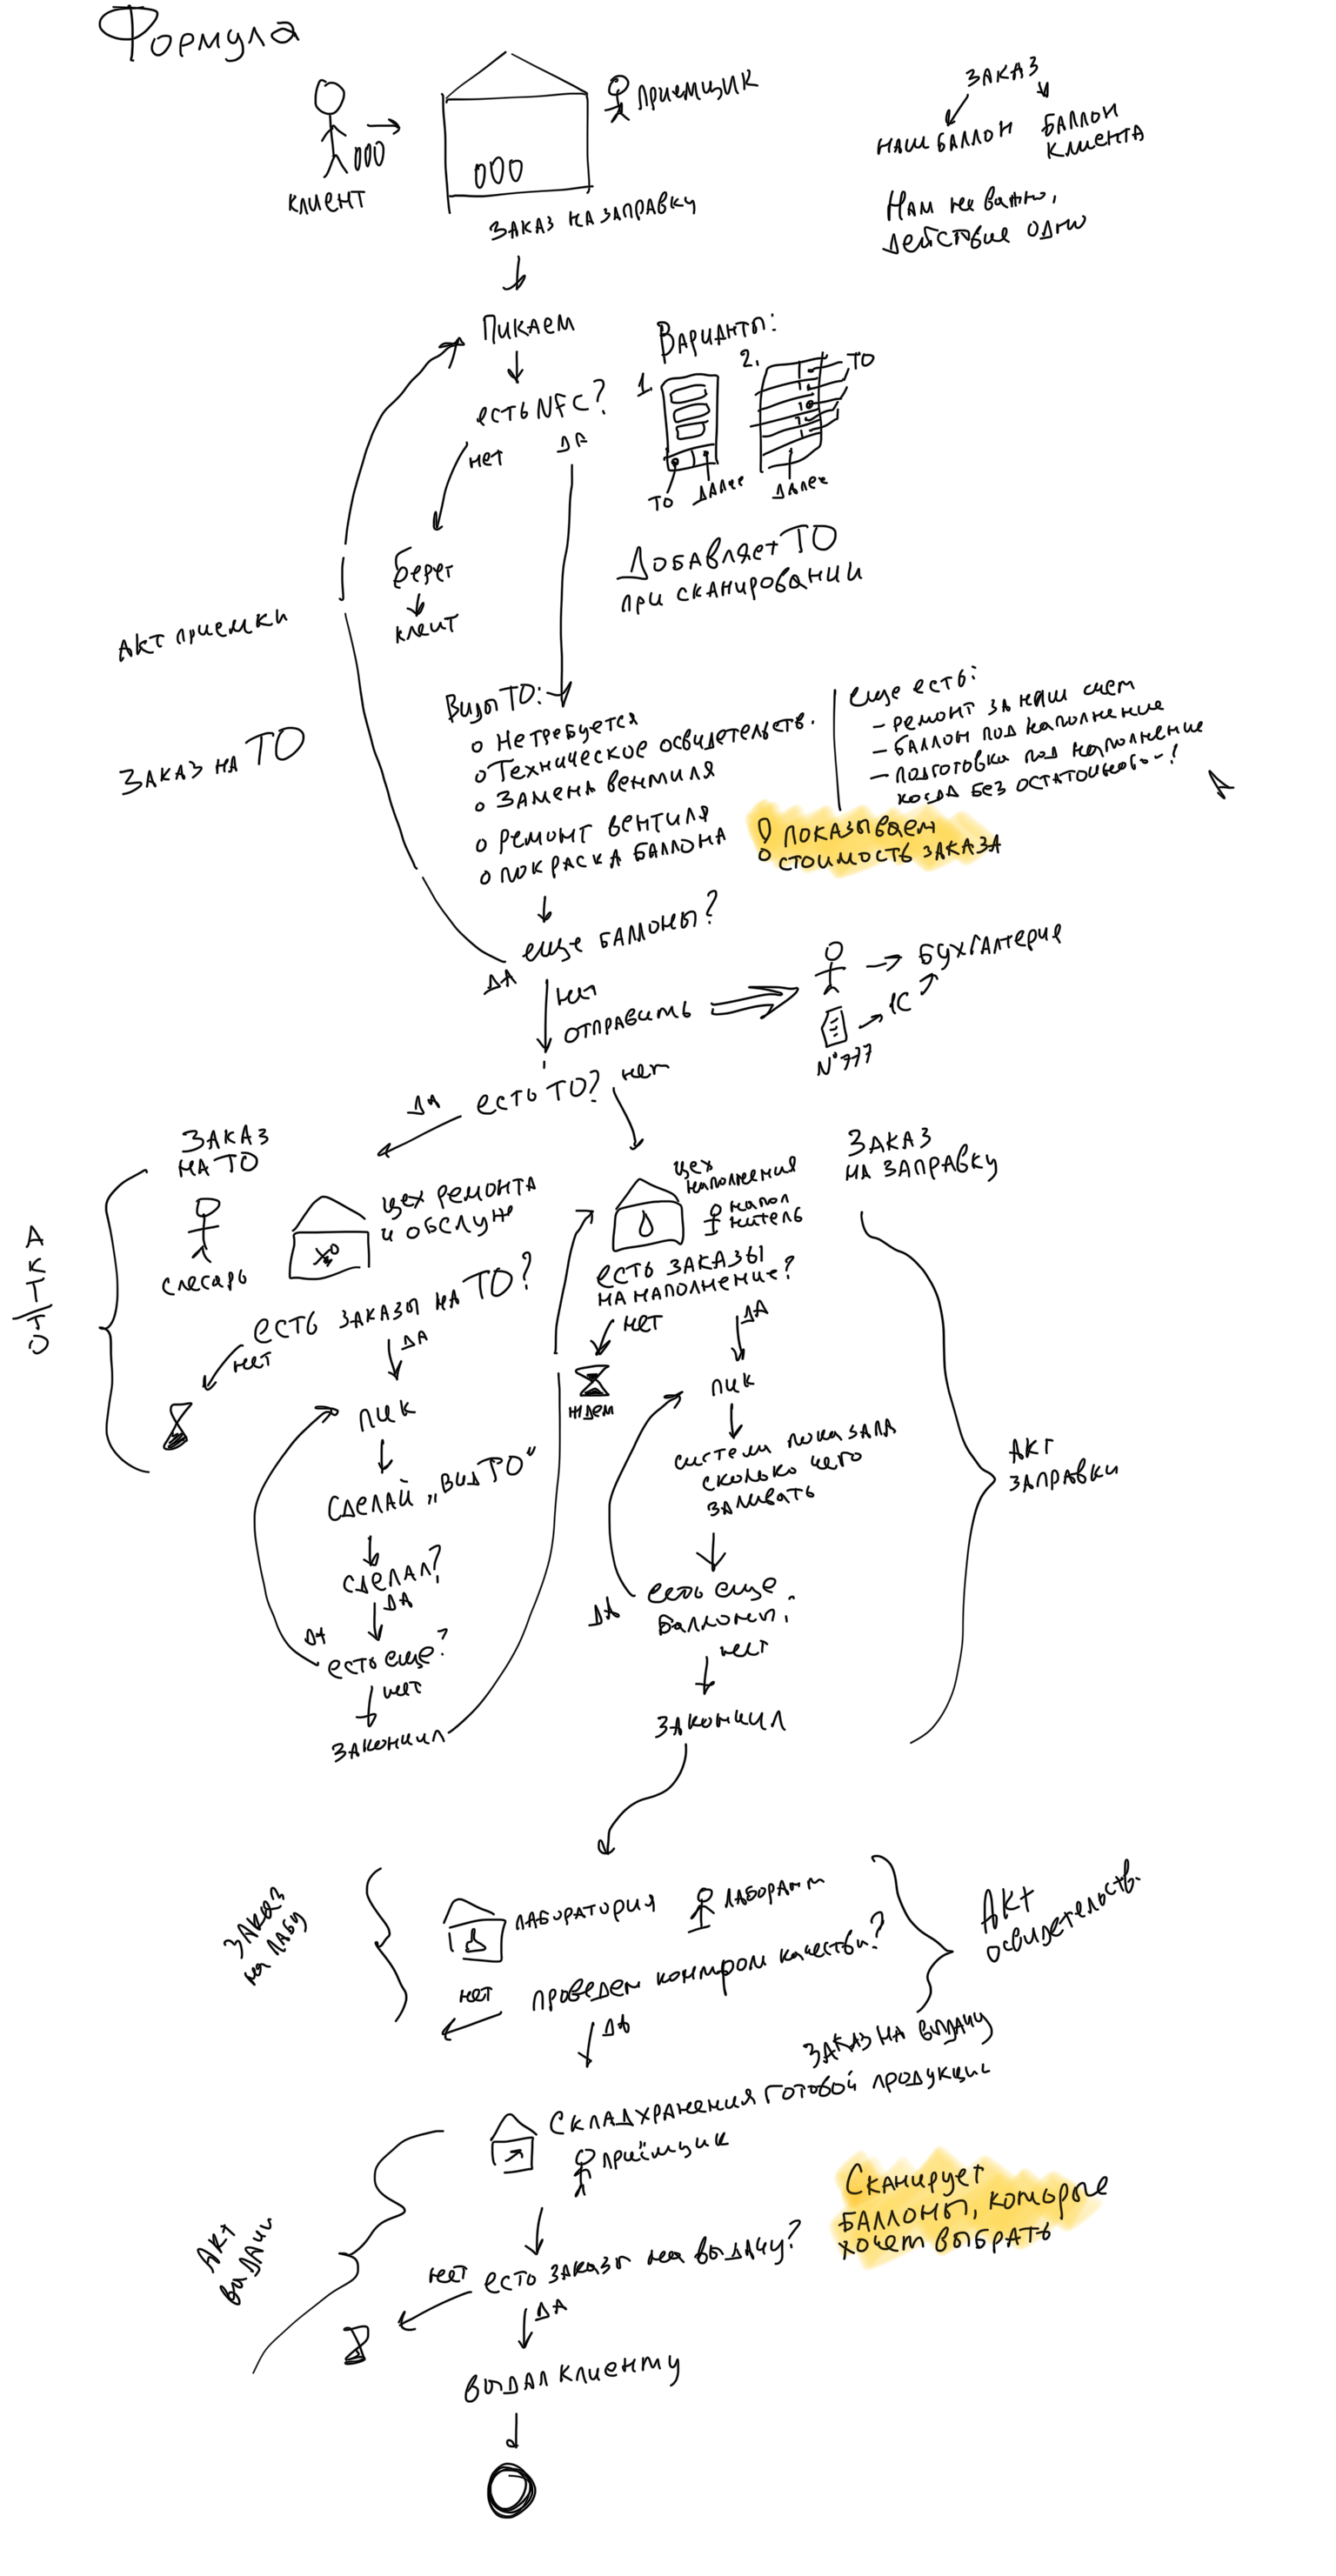 Формула
клиент
приемщик
заказ на заправку
заказ
наш баллон
баллон
клиента
Нам не важно,
действие одно
Пикаем
есть NFC?
нет
да
берет
клеит
Варианты:
1.
2.
ТО
ТО
далее
далее
Добавляет ТО
при сканировании
Акт приемки
Заказ на ТО
Виды ТО:
Не требуется
Техническое освидетельств.
Замена вентиля
Ремонт вентиля
покраска баллона
еще есть:
- ремонт за наш счет
- баллон под наполнение
- подготовка под наполнение
когда без остаточного-!
показываем
стоимость заказа
еще баллоны?
да
нет
отправить
бухгалтерия
1С
N°777
есть ТО?
да
нет
Заказ
на ТО
АКТ ТО
слесарь
цех ремонта
и обслуж
есть заказы на ТО?
нет
да
пик
сделай „вид ТО“
сделал?
да
есть еще?
да
нет
закончил
цех
наполнения
напол
нитель
есть заказы
на наполнение?
нет
да
ждем
пик
система показала
сколько чего
заливать
есть еще
баллоны?
да
нет
закончил
Заказ
на заправку
Акт
заправки
Заказ
на лабу
лаборатория
лаборант
проведен контроль качества?
нет
да
Акт
освидетельств.
заказ на выдачу
Склад хранения готовой продукции
приёмщик
Акт
выдачи
есть заказы на выдачу?
нет
да
Сканирует
баллоны, которые
хочет выбрать
выдал клиенту